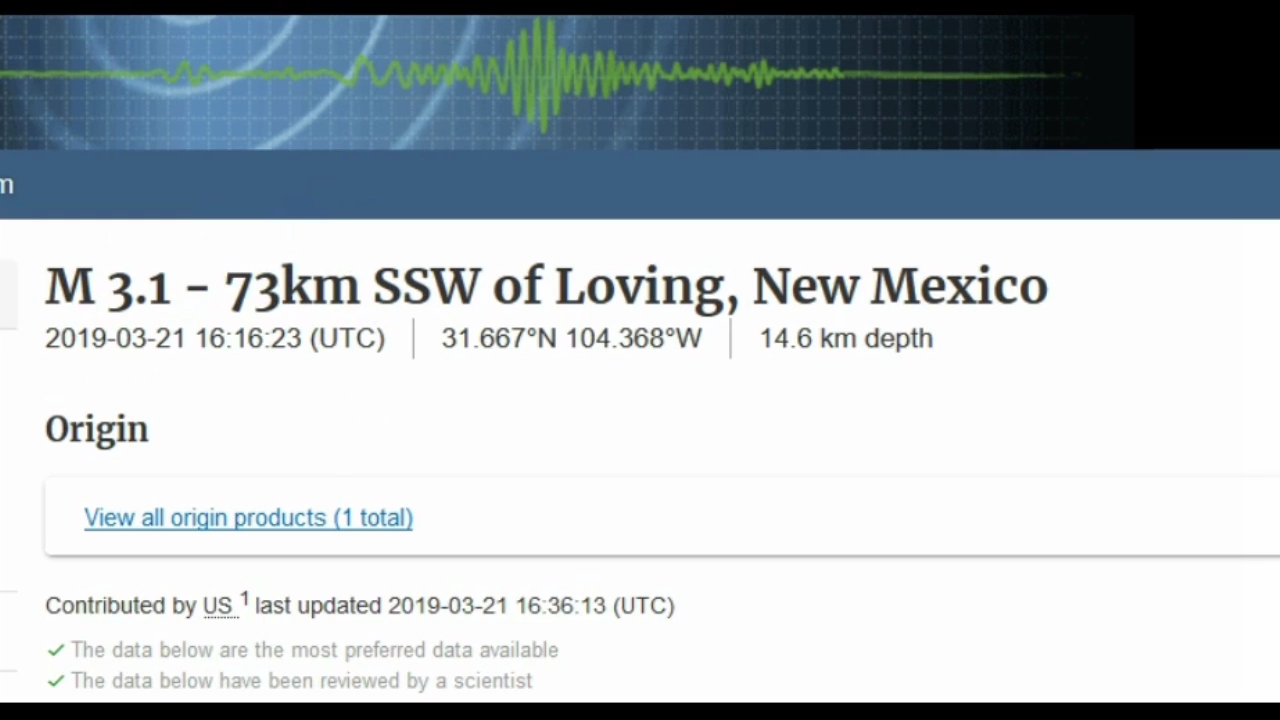 m
M 3.1 - 73km SSW of Loving, New Mexico
2019-03-21 16:16:23 (UTC) 31.667°N 104.368°W 14.6 km depth
Origin
View all origin products (1 total)
Contributed by US 1 last updated 2019-03-21 16:36:13 (UTC)
The data below are the most preferred data available
The data below have been reviewed by a scientist